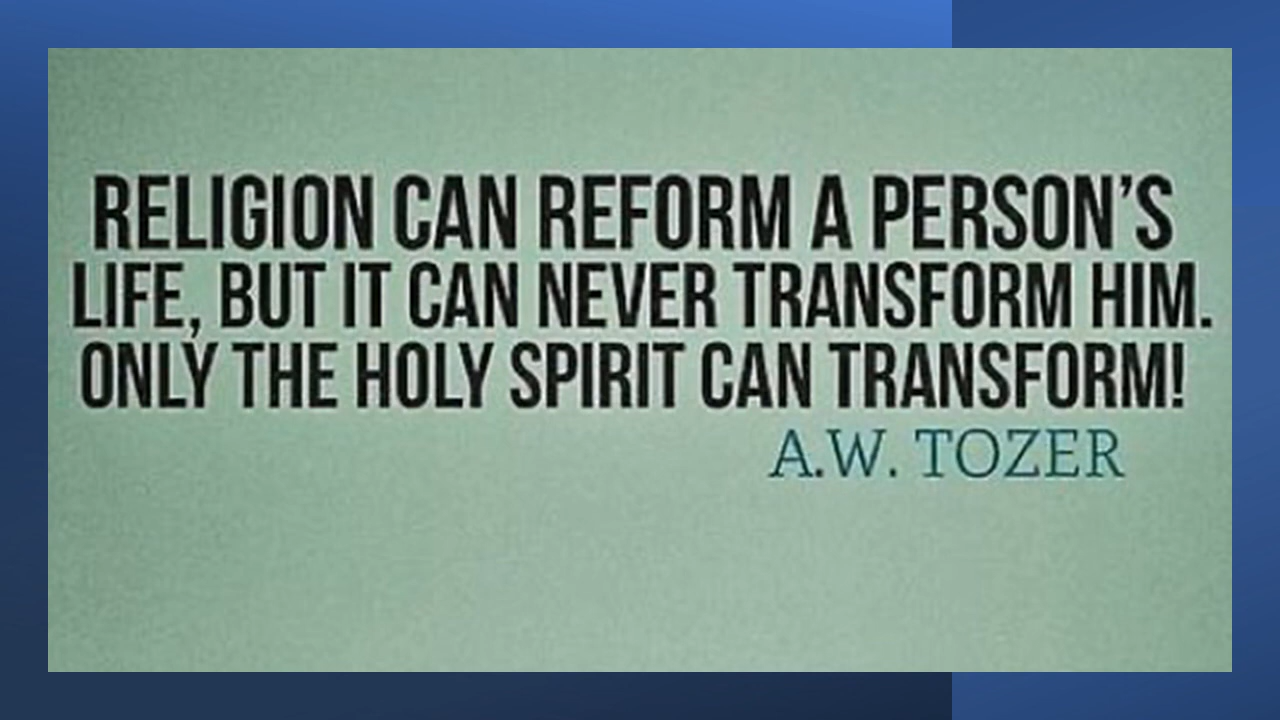 RELIGION CAN REFORM A PERSON'S
LIFE, BUT IT CAN NEVER TRANSFORM HIM.
ONLY THE HOLY SPIRIT CAN TRANSFORM!
A.W. TOZER